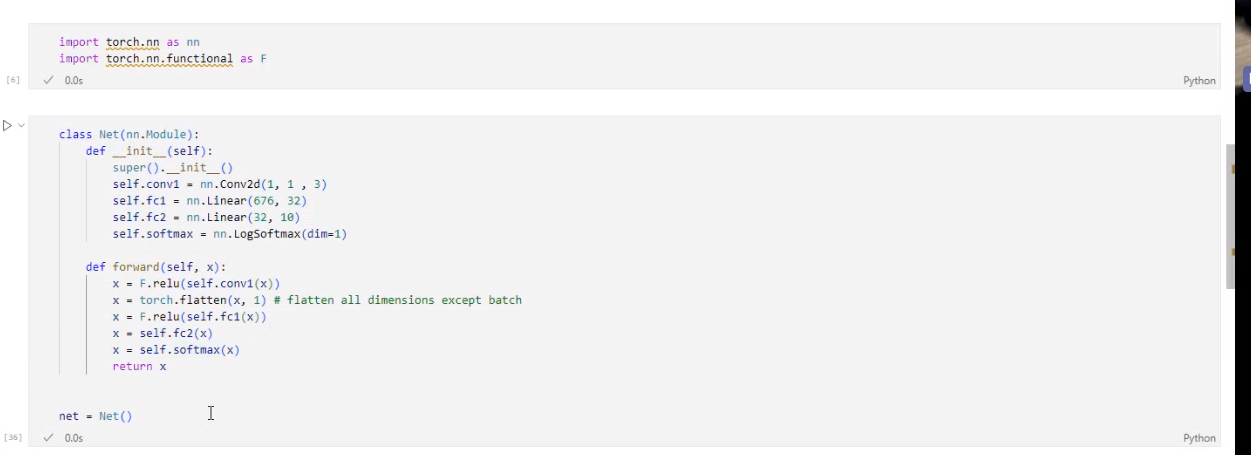 import torch.nn as nn
import torch.nn.functional as F
[6]
0.0s
Python
class Net(nn.Module):
    def __init__(self):
        super().__init__()
        self.conv1 = nn.Conv2d(1, 1 , 3)
        self.fc1 = nn.Linear(676, 32)
        self.fc2 = nn.Linear(32, 10)
        self.softmax = nn.LogSoftmax(dim=1)
    def forward(self, x):
        x = F.relu(self.conv1(x))
        x = torch.flatten(x, 1) # flatten all dimensions except batch
        x = F.relu(self.fc1(x))
        x = self.fc2(x)
        x = self.softmax(x)
        return x
net = Net()
[36]
0.0s
Python